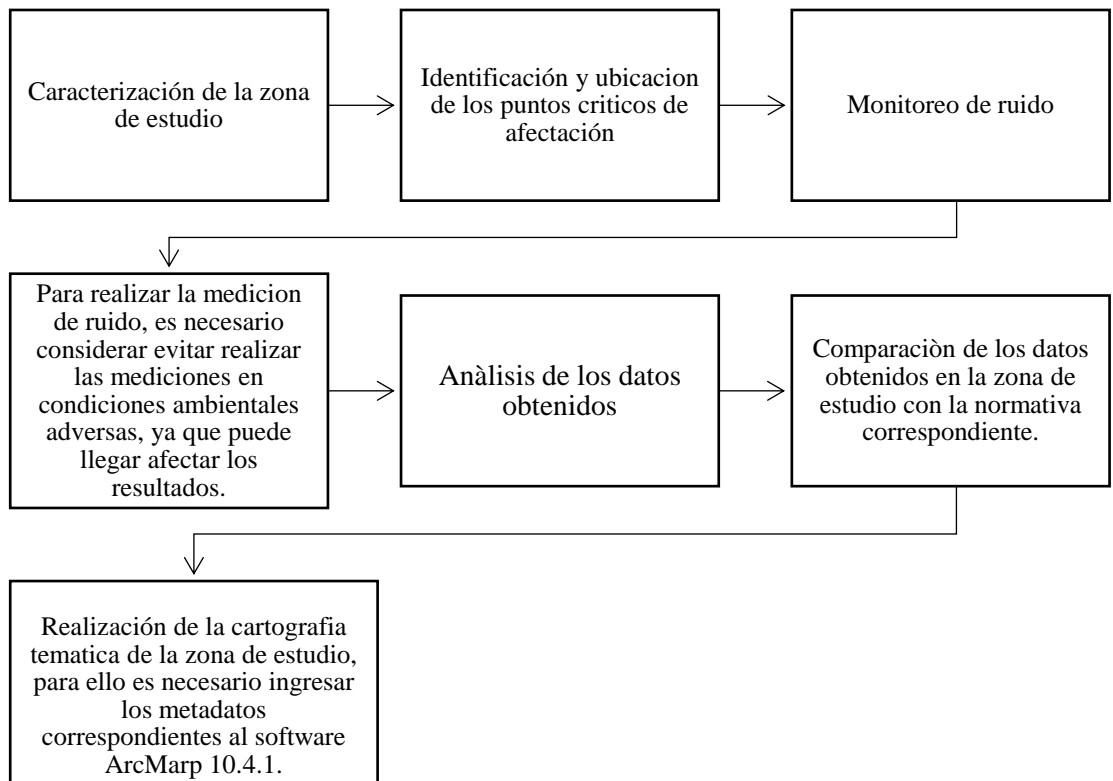 Caracterización de la zona
de estudio
Identificación y ubicacion
de los puntos criticos de
afectación
Monitoreo de ruido
Para realizar la medicion
de ruido, es necesario
considerar evitar realizar
las mediciones en
condiciones ambientales
adversas, ya que puede
llegar afectar los
resultados.
Anàlisis de los datos
obtenidos
Comparaciòn de los datos
obtenidos en la zona de
estudio con la normativa
correspondiente.
Realización de la cartografia
tematica de la zona de estudio,
para ello es necesario ingresar
los metadatos
correspondientes al software
ArcMarp 10.4.1.